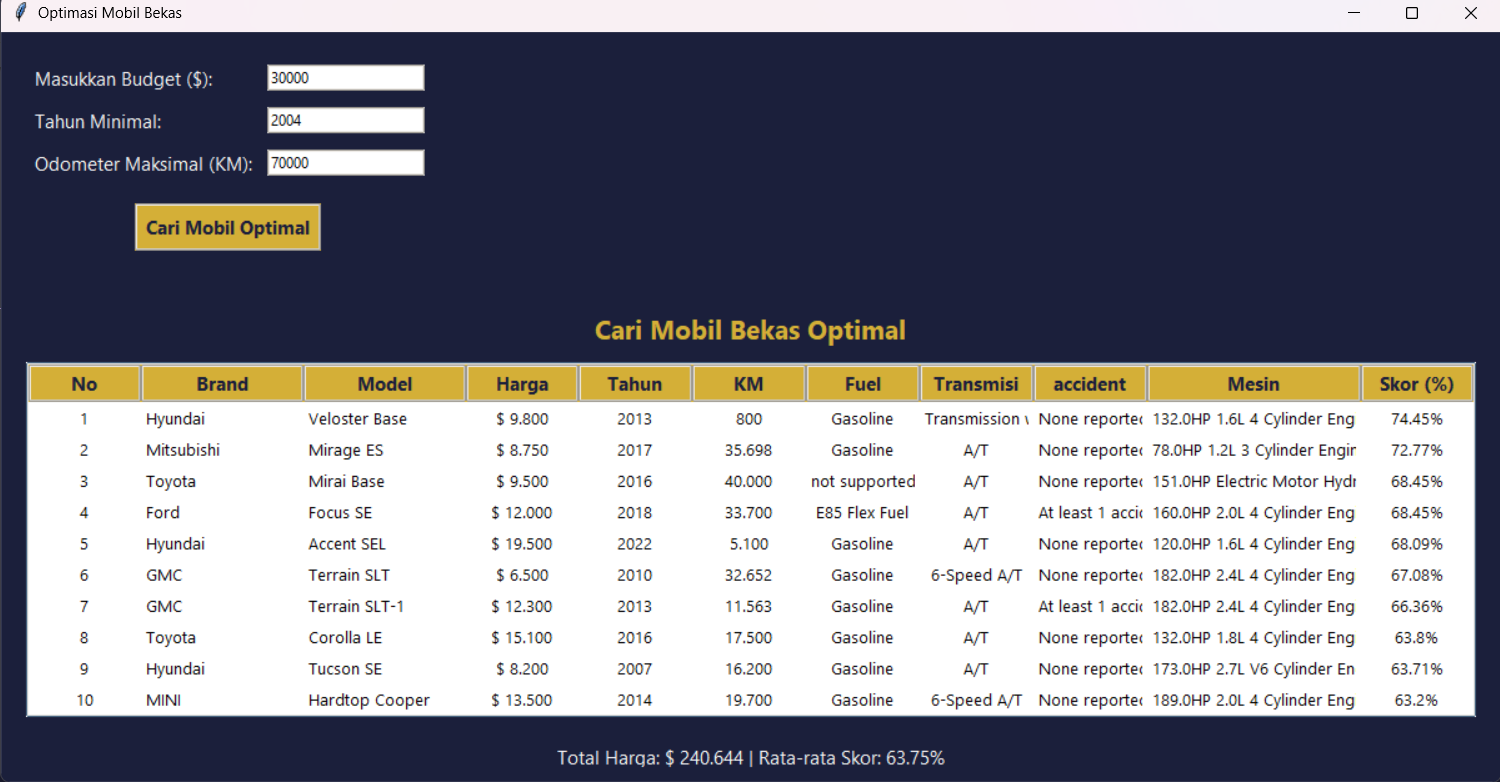 Optimasi Mobil Bekas
Masukkan Budget ($): 30000
Tahun Minimal: 2004
Odometer Maksimal (KM): 70000
Cari Mobil Optimal
Cari Mobil Bekas Optimal
No Brand Model Harga Tahun KM Fuel Transmisi accident Mesin Skor (%)
1 Hyundai Veloster Base $ 9.800 2013 800 Gasoline Transmission None reported 132.0HP 1.6L 4 Cylinder Eng 74.45%
2 Mitsubishi Mirage ES $ 8.750 2017 35.698 Gasoline A/T None reported 78.0HP 1.2L 3 Cylinder Engin 72.77%
3 Toyota Mirai Base $ 9.500 2016 40.000 not supported A/T None reported 151.0HP Electric Motor Hydr 68.45%
4 Ford Focus SE $ 12.000 2018 33.700 E85 Flex Fuel A/T At least 1 acci 160.0HP 2.0L 4 Cylinder Eng 68.45%
5 Hyundai Accent SEL $ 19.500 2022 5.100 Gasoline A/T None reported 120.0HP 1.6L 4 Cylinder Eng 68.09%
6 GMC Terrain SLT $ 6.500 2010 32.652 Gasoline 6-Speed A/T None reported 182.0HP 2.4L 4 Cylinder Eng 67.08%
7 GMC Terrain SLT-1 $ 12.300 2013 11.563 Gasoline A/T At least 1 acci 182.0HP 2.4L 4 Cylinder Eng 66.36%
8 Toyota Corolla LE $ 15.100 2016 17.500 Gasoline A/T None reported 132.0HP 1.8L 4 Cylinder Eng 63.8%
9 Hyundai Tucson SE $ 8.200 2007 16.200 Gasoline A/T None reported 173.0HP 2.7L V6 Cylinder En 63.71%
10 MINI Hardtop Cooper $ 13.500 2014 19.700 Gasoline 6-Speed A/T None reported 189.0HP 2.0L 4 Cylinder Eng 63.2%
Total Harga: $ 240.644 | Rata-rata Skor: 63.75%